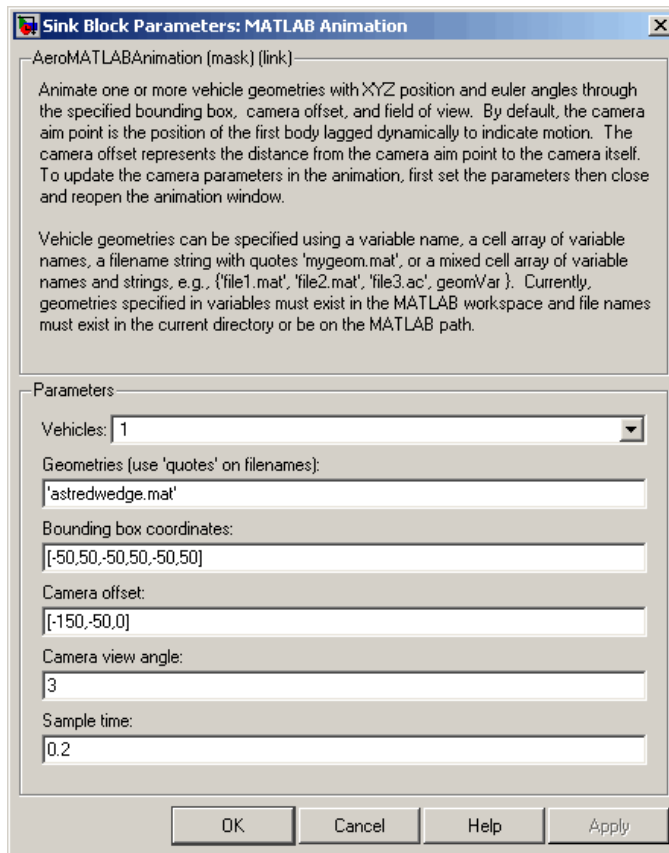 Sink Block Parameters: MATLAB Animation
AeroMATLABAnimation (mask) (link)
Animate one or more vehicle geometries with XYZ position and euler angles through
the specified bounding box,  camera offset, and field of view.  By default, the camera
aim point is the position of the first body lagged dynamically to indicate motion.  The
camera offset represents the distance from the camera aim point to the camera itself.
To update the camera parameters in the animation, first set the parameters then close
and reopen the animation window.
Vehicle geometries can be specified using a variable name, a cell array of variable
names, a filename string with quotes 'mygeom.mat', or a mixed cell array of variable
names and strings, e.g., {'file1.mat', 'file2.mat', 'file3.ac', geomVar }.  Currently,
geometries specified in variables must exist in the MATLAB workspace and file names
must exist in the current directory or be on the MATLAB path.
Parameters
Vehicles: 1
Geometries (use 'quotes' on filenames):
'astredwedge.mat'
Bounding box coordinates:
[-50,50,-50,50,-50,50]
Camera offset:
[-150,-50,0]
Camera view angle:
3
Sample time:
0.2
OK Cancel Help Apply